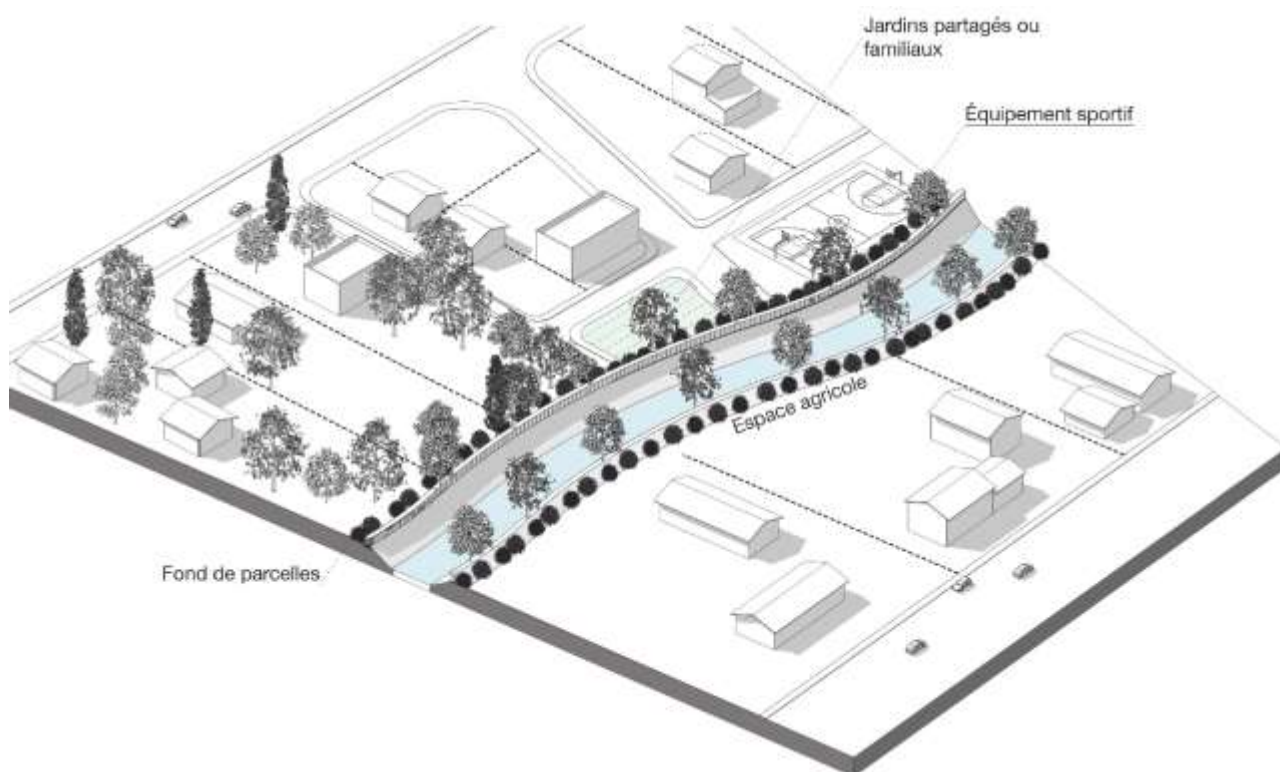 Jardins partagés ou
familiaux
Équipement sportif
Espace agricole
Fond de parcelles